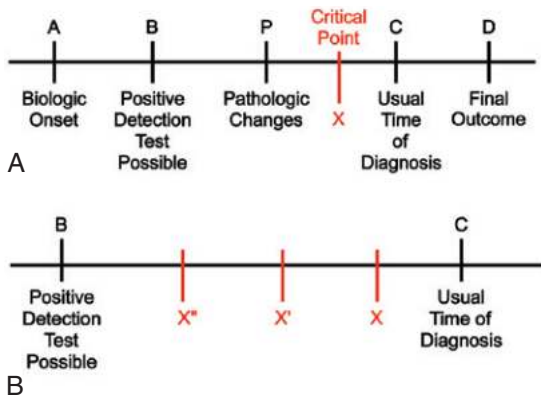 Critical
Point
A B P C D
Biologic
Onset
Positive
Detection
Test
Possible
Pathologic
Changes
X
Usual
Time
of
Diagnosis
Final
Outcome
A
B C
Positive
Detection
Test
Possible
X"
X'
X
Usual
Time of
Diagnosis
B